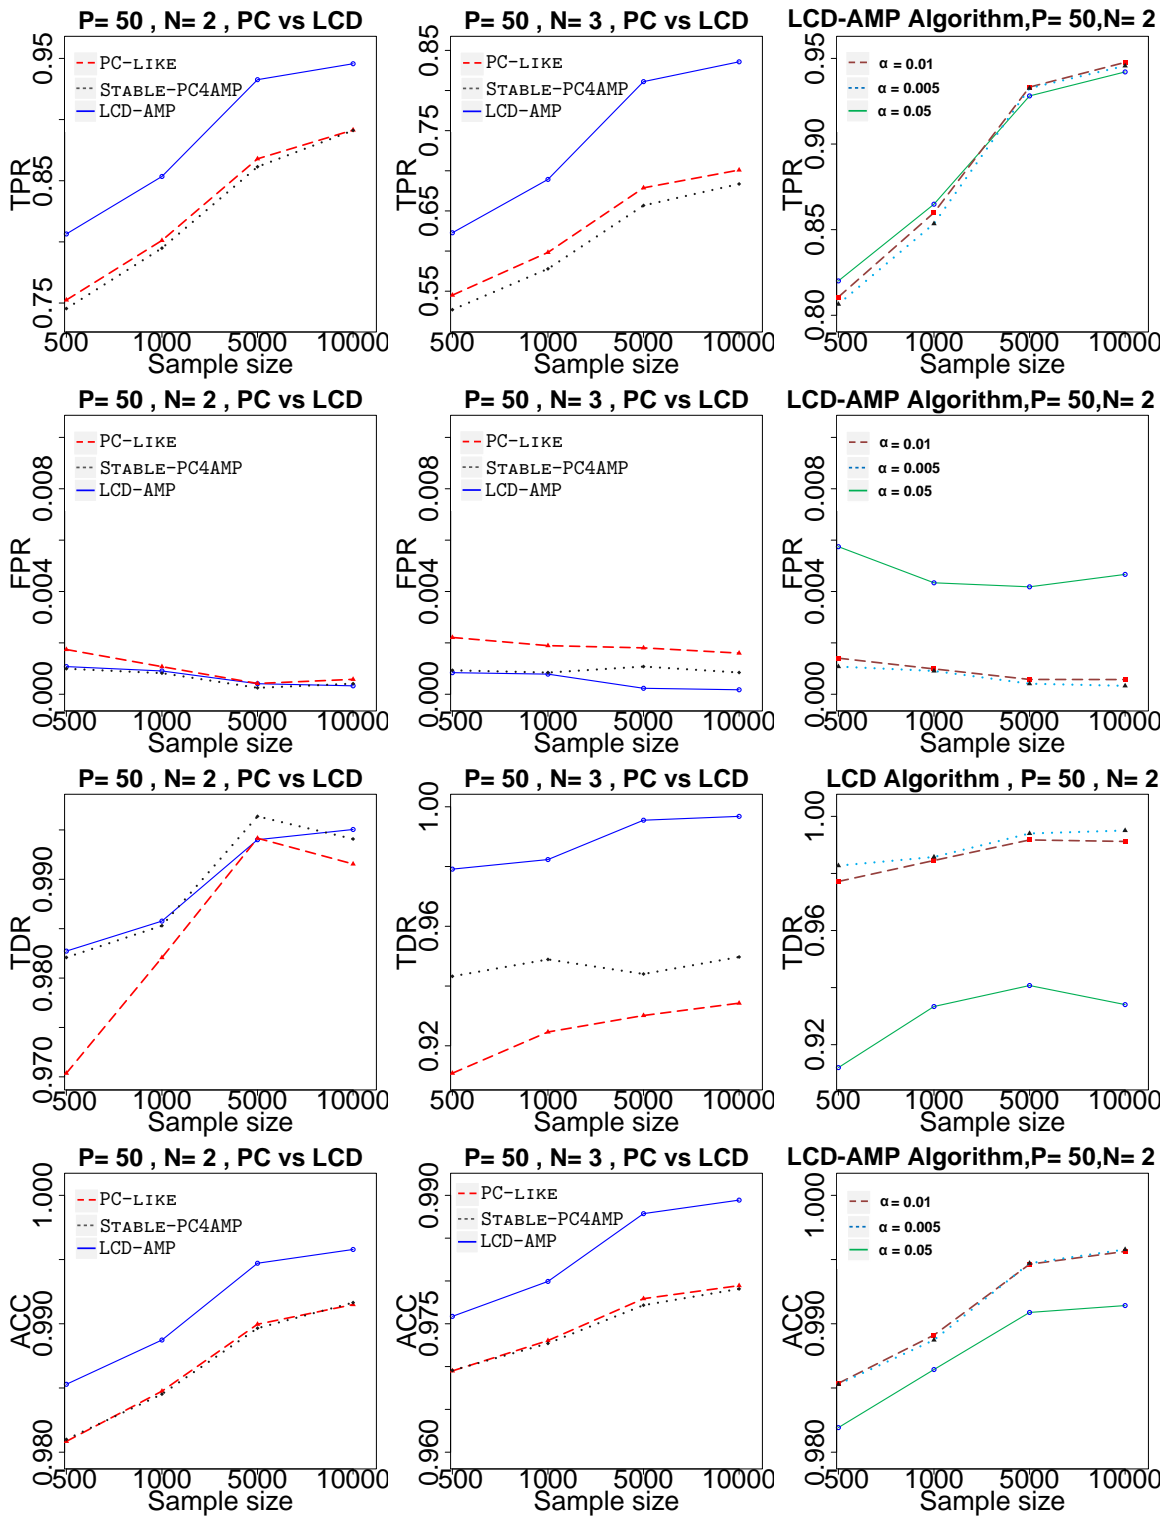 P= 50 , N= 2 , PC vs LCD
0.95
0.85
0.75
TPR
PC-LIKE
STABLE-PC4AMP
LCD-AMP
500 1000 5000 10000
Sample size
P= 50 , N= 3 , PC vs LCD
0.85
0.75
0.65
0.55
TPR
PC-LIKE
STABLE-PC4AMP
LCD-AMP
500 1000 5000 10000
Sample size
LCD-AMP Algorithm,P= 50,N= 2
0.95
0.90
0.85
0.80
TPR
α = 0.01
α = 0.005
α = 0.05
500 1000 5000 10000
Sample size
P= 50 , N= 2 , PC vs LCD
0.008
0.004
0.000
FPR
PC-LIKE
STABLE-PC4AMP
LCD-AMP
500 1000 5000 10000
Sample size
P= 50 , N= 3 , PC vs LCD
0.008
0.004
0.000
FPR
PC-LIKE
STABLE-PC4AMP
LCD-AMP
500 1000 5000 10000
Sample size
LCD-AMP Algorithm,P= 50,N= 2
0.008
0.004
0.000
FPR
α = 0.01
α = 0.005
α = 0.05
500 1000 5000 10000
Sample size
P= 50 , N= 2 , PC vs LCD
0.990
0.980
0.970
TDR
500 1000 5000 10000
Sample size
P= 50 , N= 3 , PC vs LCD
1.00
0.96
0.92
TDR
500 1000 5000 10000
Sample size
LCD Algorithm , P= 50 , N= 2
1.00
0.96
0.92
TDR
500 1000 5000 10000
Sample size
P= 50 , N= 2 , PC vs LCD
1.000
0.990
0.980
ACC
PC-LIKE
STABLE-PC4AMP
LCD-AMP
500 1000 5000 10000
Sample size
P= 50 , N= 3 , PC vs LCD
0.990
0.975
0.960
ACC
PC-LIKE
STABLE-PC4AMP
LCD-AMP
500 1000 5000 10000
Sample size
LCD-AMP Algorithm,P= 50,N= 2
1.000
0.990
0.980
ACC
α = 0.01
α = 0.005
α = 0.05
500 1000 5000 10000
Sample size